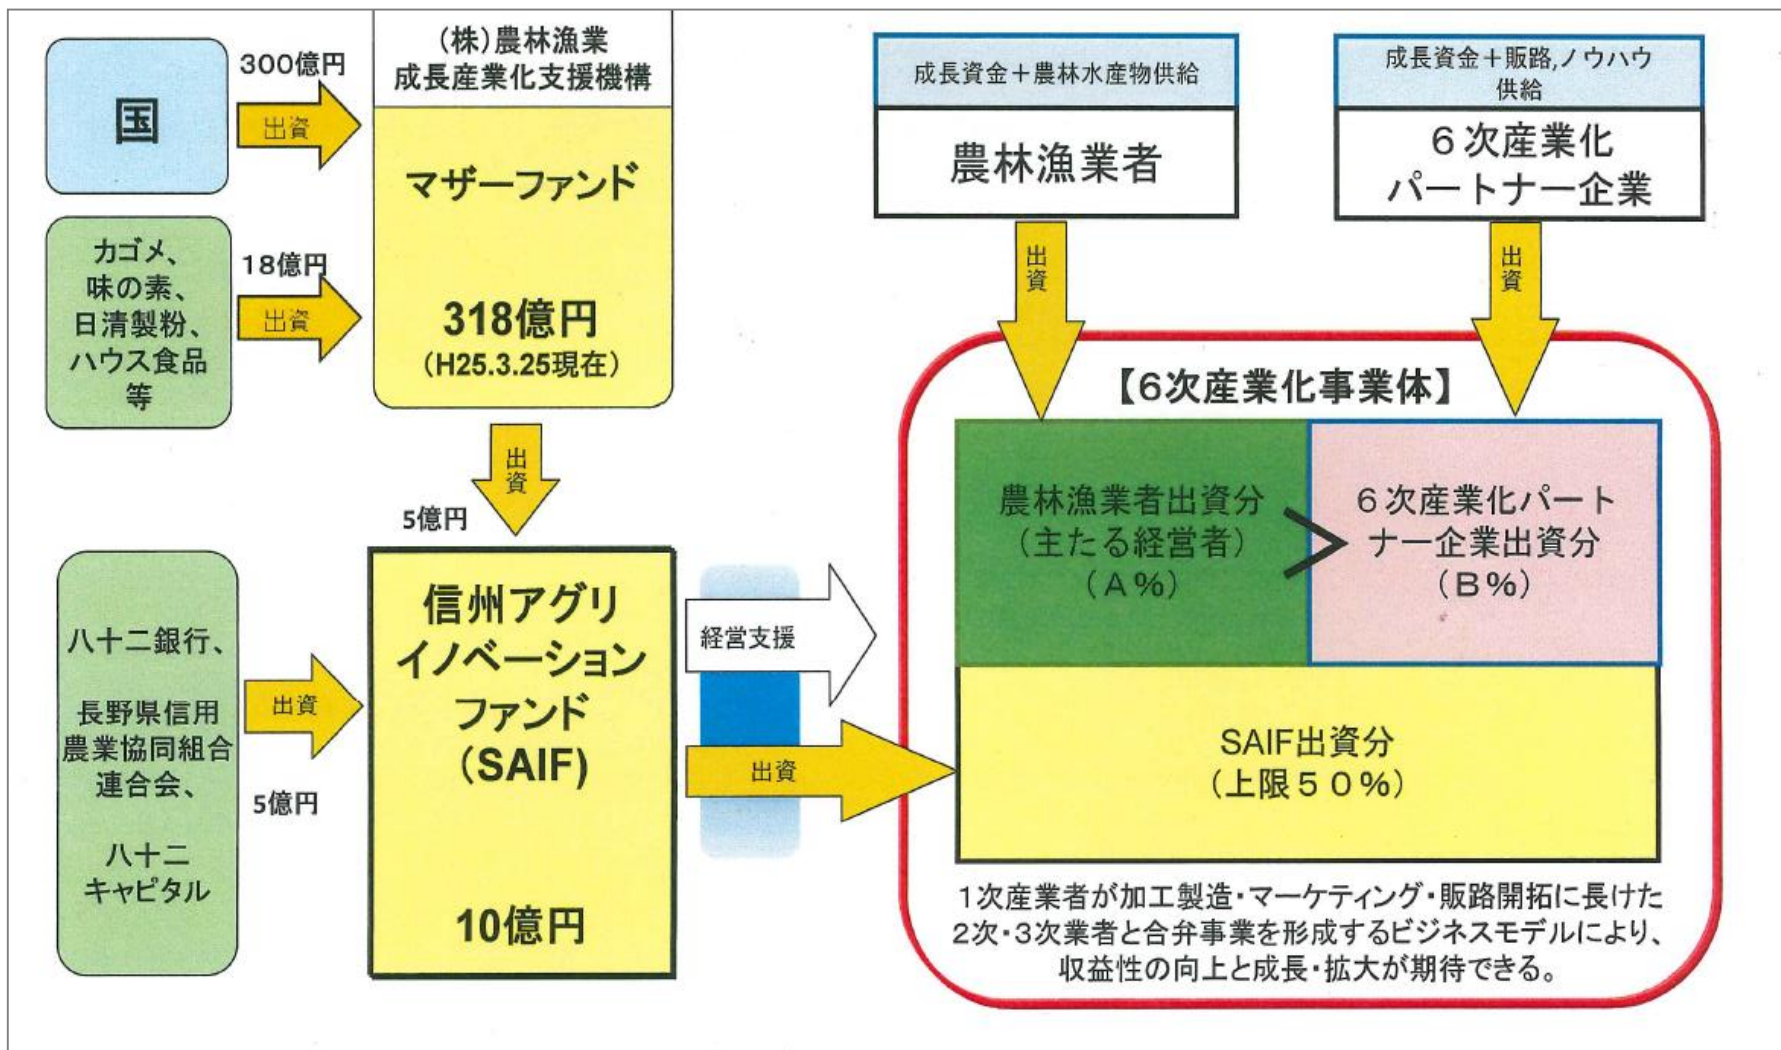 国
300億円
出資
カゴメ、
味の素、
日清製粉、
ハウス食品
等
18億円
出資
(株)農林漁業
成長産業化支援機構
マザーファンド
318億円
(H25.3.25現在)
出資
5億円
八十二銀行、
長野県信用
農業協同組合
連合会、
八十二
キャピタル
出資
5億円
信州アグリ
イノベーション
ファンド
(SAIF)
10億円
経営支援
出資
成長資金+農林水産物供給
農林漁業者
出資
成長資金+販路,ノウハウ
供給
6次産業化
パートナー企業
出資
【6次産業化事業体】
農林漁業者出資分
(主たる経営者)
(A%)
>
6次産業化パート
ナー企業出資分
(B%)
SAIF出資分
(上限50%)
1次産業者が加工製造・マーケティング・販路開拓に長けた
2次・3次業者と合弁事業を形成するビジネスモデルにより、
収益性の向上と成長・拡大が期待できる。